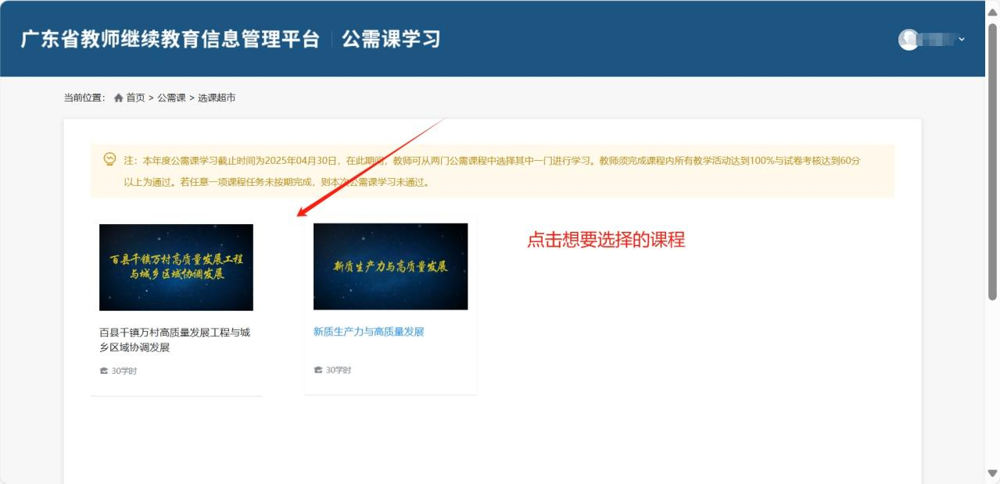 广东省教师继续教育信息管理平台 公需课学习
当前位置： 首页 > 公需课 > 选课超市
注：本年度公需课学习截止时间为2025年04月30日，在此期间，教师可从两门公需课程中选择其中一门进行学习。教师须完成课程内所有教学活动达到100%与试卷考核达到60分
以上为通过。若任意一项课程任务未按期完成，则本次公需课学习未通过。
点击想要选择的课程
百县千镇万村高质量发展工程
与城乡区域协调发展
新质生产力与高质量发展
百县千镇万村高质量发展工程与城
乡区域协调发展
30学时
新质生产力与高质量发展
30学时